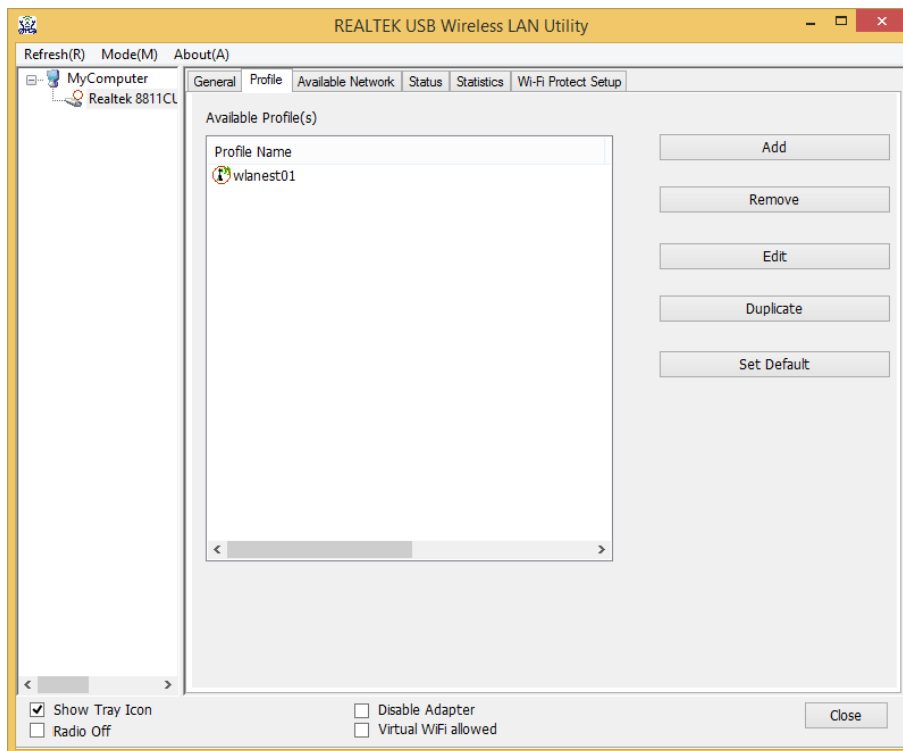 REALTEK USB Wireless LAN Utility
Refresh(R) Mode(M) About(A)
MyComputer
Realtek 8811CU
General Profile Available Network Status Statistics Wi-Fi Protect Setup
Available Profile(s)
Profile Name
wlanest01
Add
Remove
Edit
Duplicate
Set Default
Show Tray Icon
Radio Off
Disable Adapter
Virtual WiFi allowed
Close